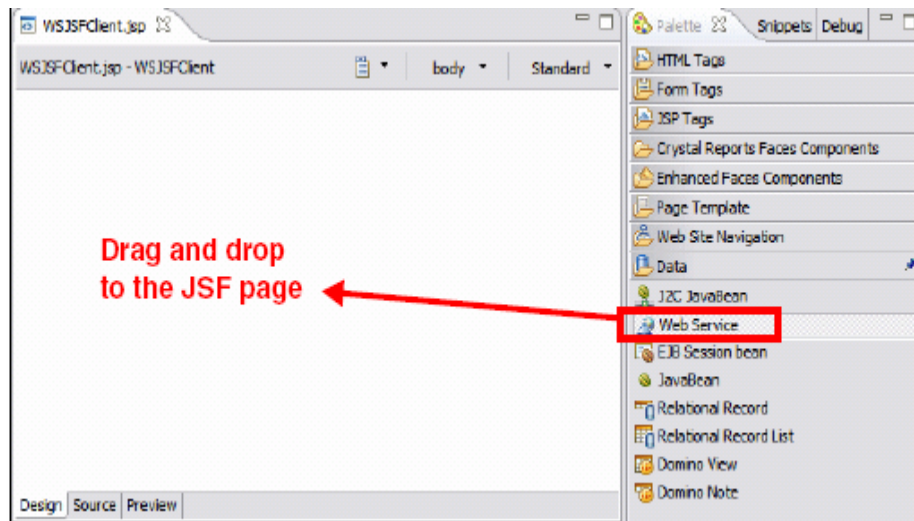 WSJSFClient.jsp
WSJSFClient.jsp - WSJSFClient
body
Standard
Drag and drop
to the JSF page
Design
Source
Preview
Palette
Snippets
Debug
HTML Tags
Form Tags
JSP Tags
Crystal Reports Faces Components
Enhanced Faces Components
Page Template
Web Site Navigation
Data
J2C JavaBean
Web Service
EJB Session bean
JavaBean
Relational Record
Relational Record List
Domino View
Domino Note